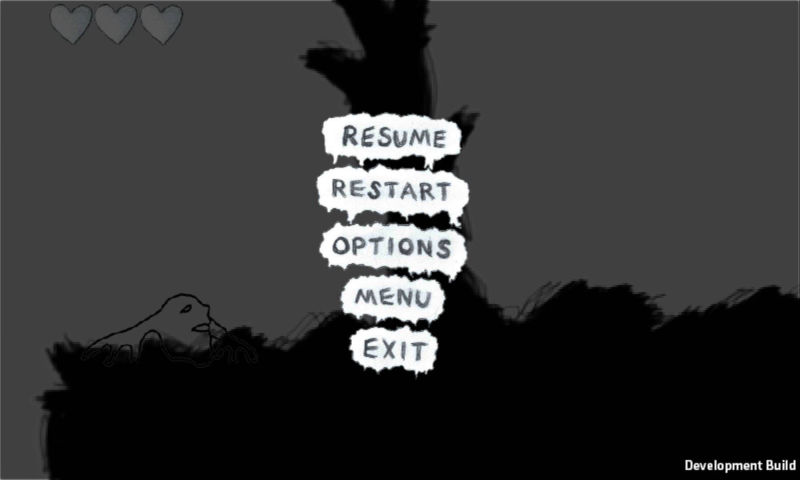 RESUME
RESTART
OPTIONS
MENU
EXIT
Development Build